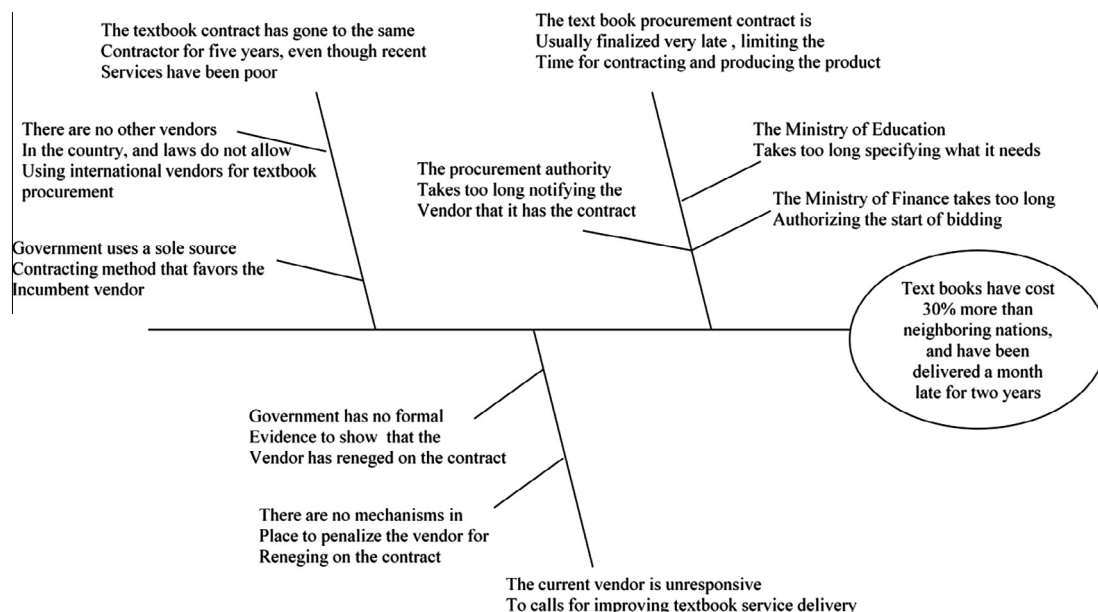 The textbook contract has gone to the same
Contractor for five years, even though recent
Services have been poor
The text book procurement contract is
Usually finalized very late , limiting the
Time for contracting and producing the product
There are no other vendors
In the country, and laws do not allow
Using international vendors for textbook
procurement
The procurement authority
Takes too long notifying the
Vendor that it has the contract
The Ministry of Education
Takes too long specifying what it needs
The Ministry of Finance takes too long
Authorizing the start of bidding
Government uses a sole source
Contracting method that favors the
Incumbent vendor
Text books have cost
30% more than
neighboring nations,
and have been
delivered a month
late for two years
Government has no formal
Evidence to show that the
Vendor has reneged on the contract
There are no mechanisms in
Place to penalize the vendor for
Reneging on the contract
The current vendor is unresponsive
To calls for improving textbook service delivery